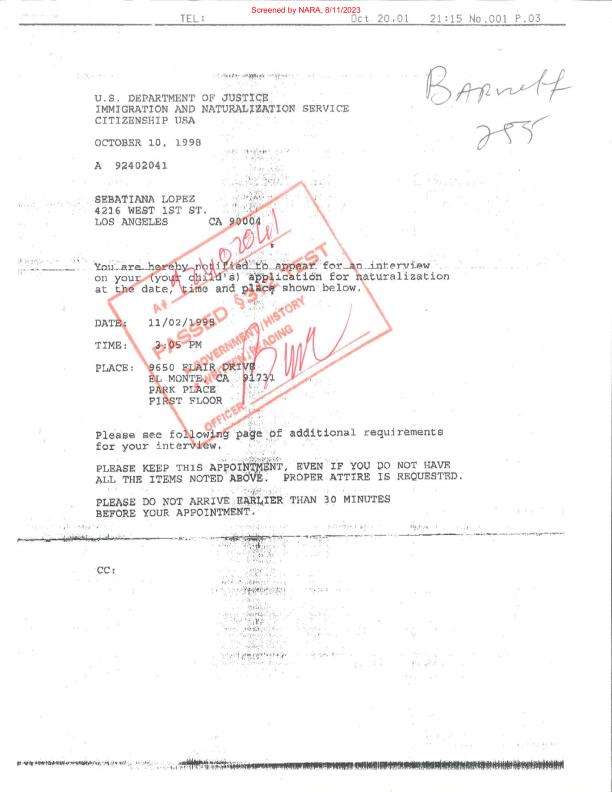 Screened by NARA, 8/11/2023
TEL: Oct 20.01 21:15 No.001 P.03
Barnett
255
U.S. DEPARTMENT OF JUSTICE
IMMIGRATION AND NATURALIZATION SERVICE
CITIZENSHIP USA
OCTOBER 10, 1998
A 92402041
SEBATIANA LOPEZ
4216 WEST 1ST ST.
LOS ANGELES CA 90004
You are hereby notified to appear for an interview
on your (your child's) application for naturalization
at the date, time and place shown below.
A# 92402041
PASSED §312 TEST
GOVERNMENT/HISTORY
WRITTEN/READING
OFFICER
DATE: 11/02/1998
TIME: 3:05 PM
PLACE: 9650 FLAIR DRIVE
EL MONTE, CA 91731
PARK PLACE
FIRST FLOOR
Please see following page of additional requirements
for your interview.
PLEASE KEEP THIS APPOINTMENT, EVEN IF YOU DO NOT HAVE
ALL THE ITEMS NOTED ABOVE. PROPER ATTIRE IS REQUESTED.
PLEASE DO NOT ARRIVE EARLIER THAN 30 MINUTES
BEFORE YOUR APPOINTMENT.
CC: